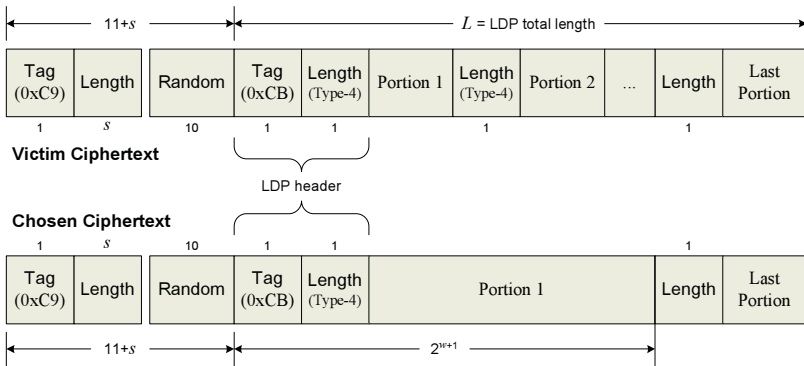 11+s
L = LDP total length
Tag (0xC9) Length Random Tag (0xCB) Length (Type-4) Portion 1 Length (Type-4) Portion 2 ... Length Last Portion
1 s 10 1 1 1 1
Victim Ciphertext
LDP header
Chosen Ciphertext
1 s 10 1 1 1
Tag (0xC9) Length Random Tag (0xCB) Length (Type-4) Portion 1 Length Last Portion
11+s
2^{w+1}